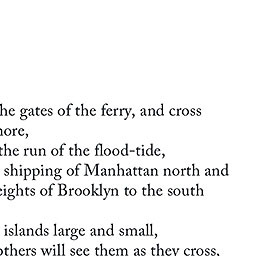 he gates of the ferry, and cross
ore,
the run of the flood-tide,
shipping of Manhattan north and
eights of Brooklyn to the south
islands large and small,
others will see them as they cross,